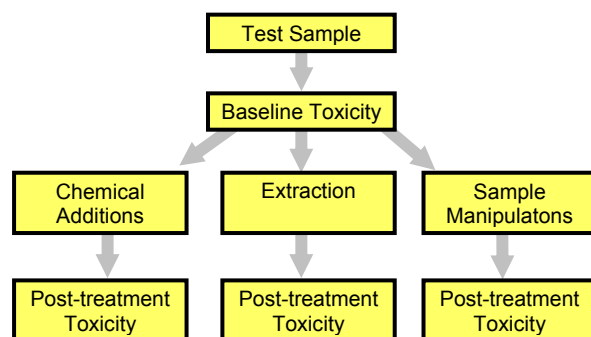 Test Sample
Baseline Toxicity
Chemical
Additions
Extraction
Sample
Manipulatons
Post-treatment
Toxicity
Post-treatment
Toxicity
Post-treatment
Toxicity